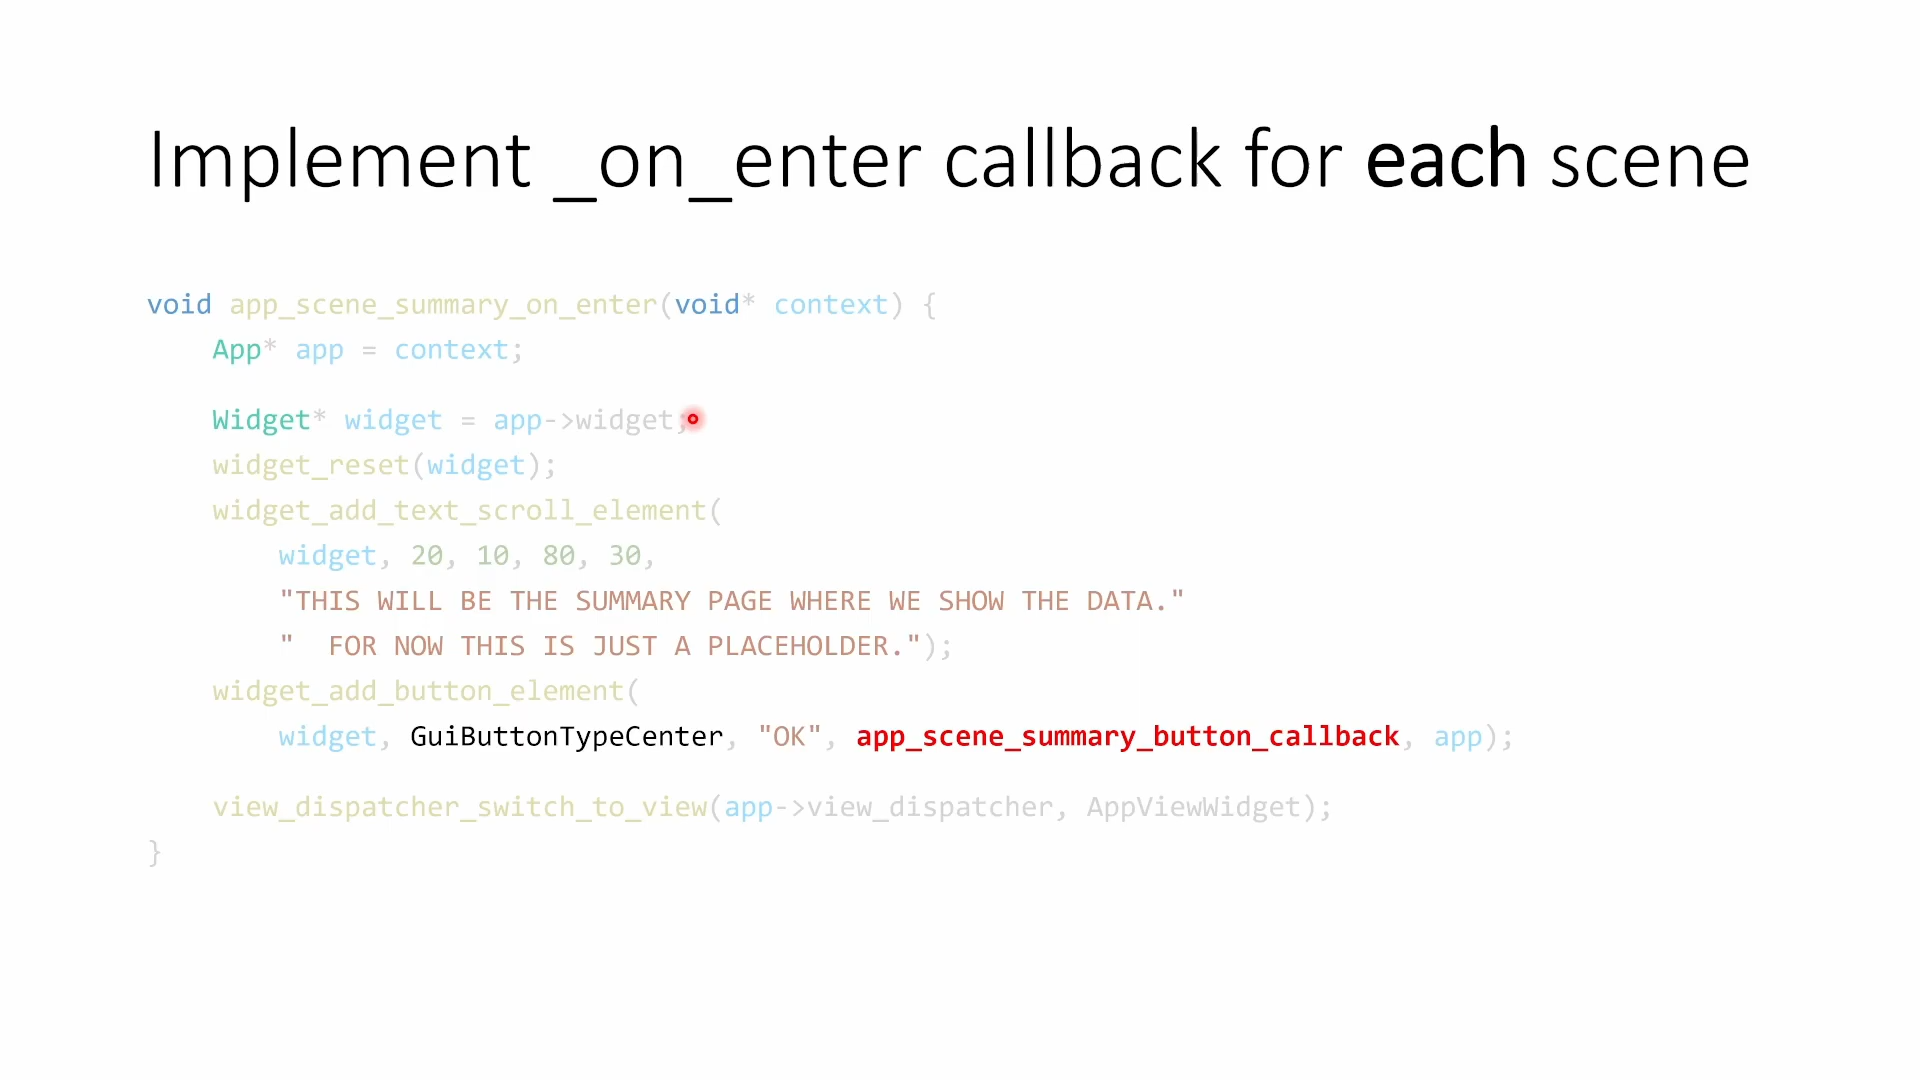 Implement _on_enter callback for each scene
void app_scene_summary_on_enter(void* context) {
    App* app = context;
    Widget* widget = app->widget;
    widget_reset(widget);
    widget_add_text_scroll_element(
        widget, 20, 10, 80, 30,
        "THIS WILL BE THE SUMMARY PAGE WHERE WE SHOW THE DATA."
        "  FOR NOW THIS IS JUST A PLACEHOLDER.");
    widget_add_button_element(
        widget, GuiButtonTypeCenter, "OK", app_scene_summary_button_callback, app);
    view_dispatcher_switch_to_view(app->view_dispatcher, AppViewWidget);
}